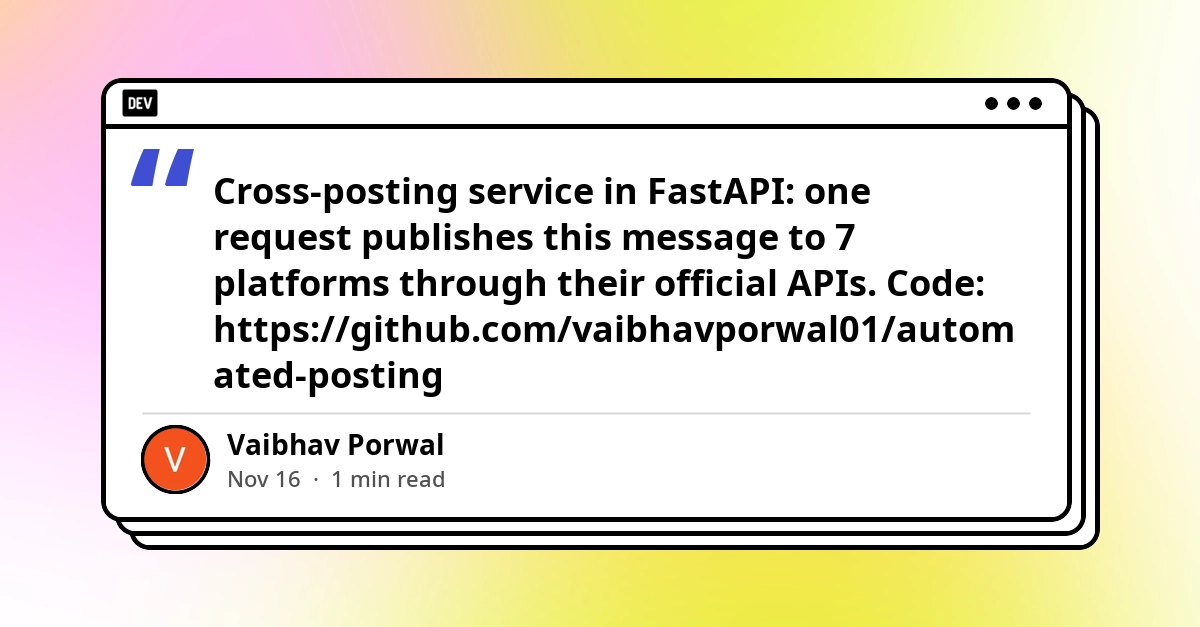 DEV
Cross-posting service in FastAPI: one
request publishes this message to 7
platforms through their official APIs. Code:
https://github.com/vaibhavporwal01/autom
ated-posting
V
Vaibhav Porwal
Nov 16 · 1 min read